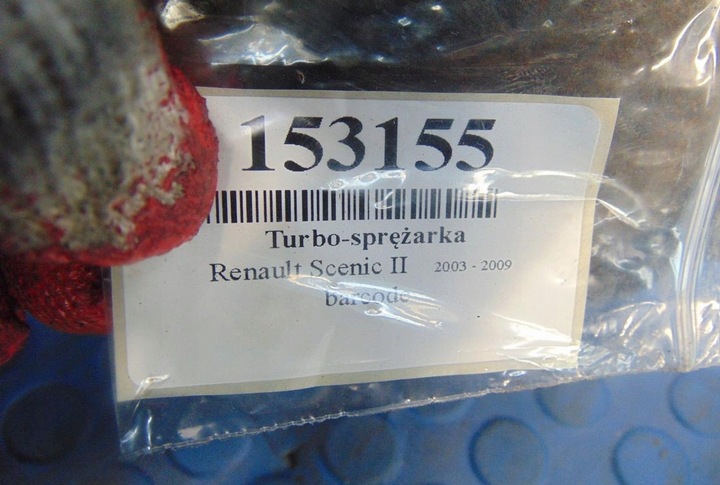 153155
Turbo-sprężarka
Renault Scenic II 2003 - 2009
barcode